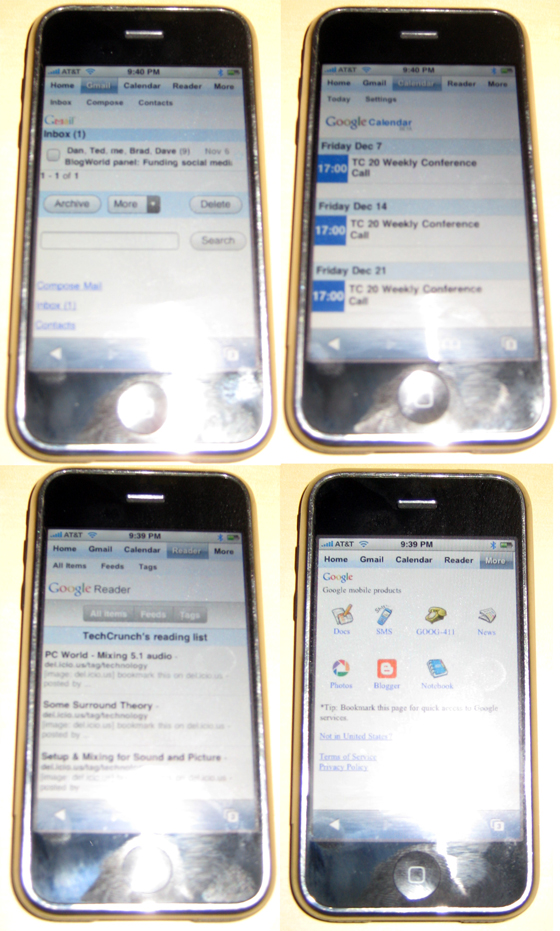 AT&T 9:40 PM
Home Gmail Calendar Reader More
Inbox Compose Contacts
Gmail
Inbox (1)
Dan, Ted, me, Brad, Dave (9) Nov 6
BlogWorld panel: Funding social medi
1 - 1 of 1
Archive More Delete
Search
Compose Mail
Inbox (1)
Contacts
3
AT&T 9:40 PM
Home Gmail Calendar Reader More
Today Settings
Google Calendar
BETA
Friday Dec 7
17:00 TC 20 Weekly Conference
Call
Friday Dec 14
17:00 TC 20 Weekly Conference
Call
Friday Dec 21
17:00 TC 20 Weekly Conference
Call
AT&T 9:39 PM
Home Gmail Calendar Reader More
All Items Feeds Tags
Google Reader
All Items Feeds Tags
TechCrunch's reading list
PC World - Mixing 5.1 audio -
del.icio.us/tag/technology
[image: del.icio.us] bookmark this on del.icio.us -
posted by ...
Some Surround Theory -
del.icio.us/tag/technology
[image: del.icio.us] bookmark this on del.icio.us -
posted by ...
Setup & Mixing for Sound and Picture -
del.icio.us/tag/technology
[image: del.icio.us] bookmark this on del.icio.us -
posted by
3
AT&T 9:39 PM
Home Gmail Calendar Reader More
Google
Google mobile products
Docs SMS GOOG-411 News
Photos Blogger Notebook
*Tip: Bookmark this page for quick access to Google
services.
Not in United States?
Terms of Service
Privacy Policy
3